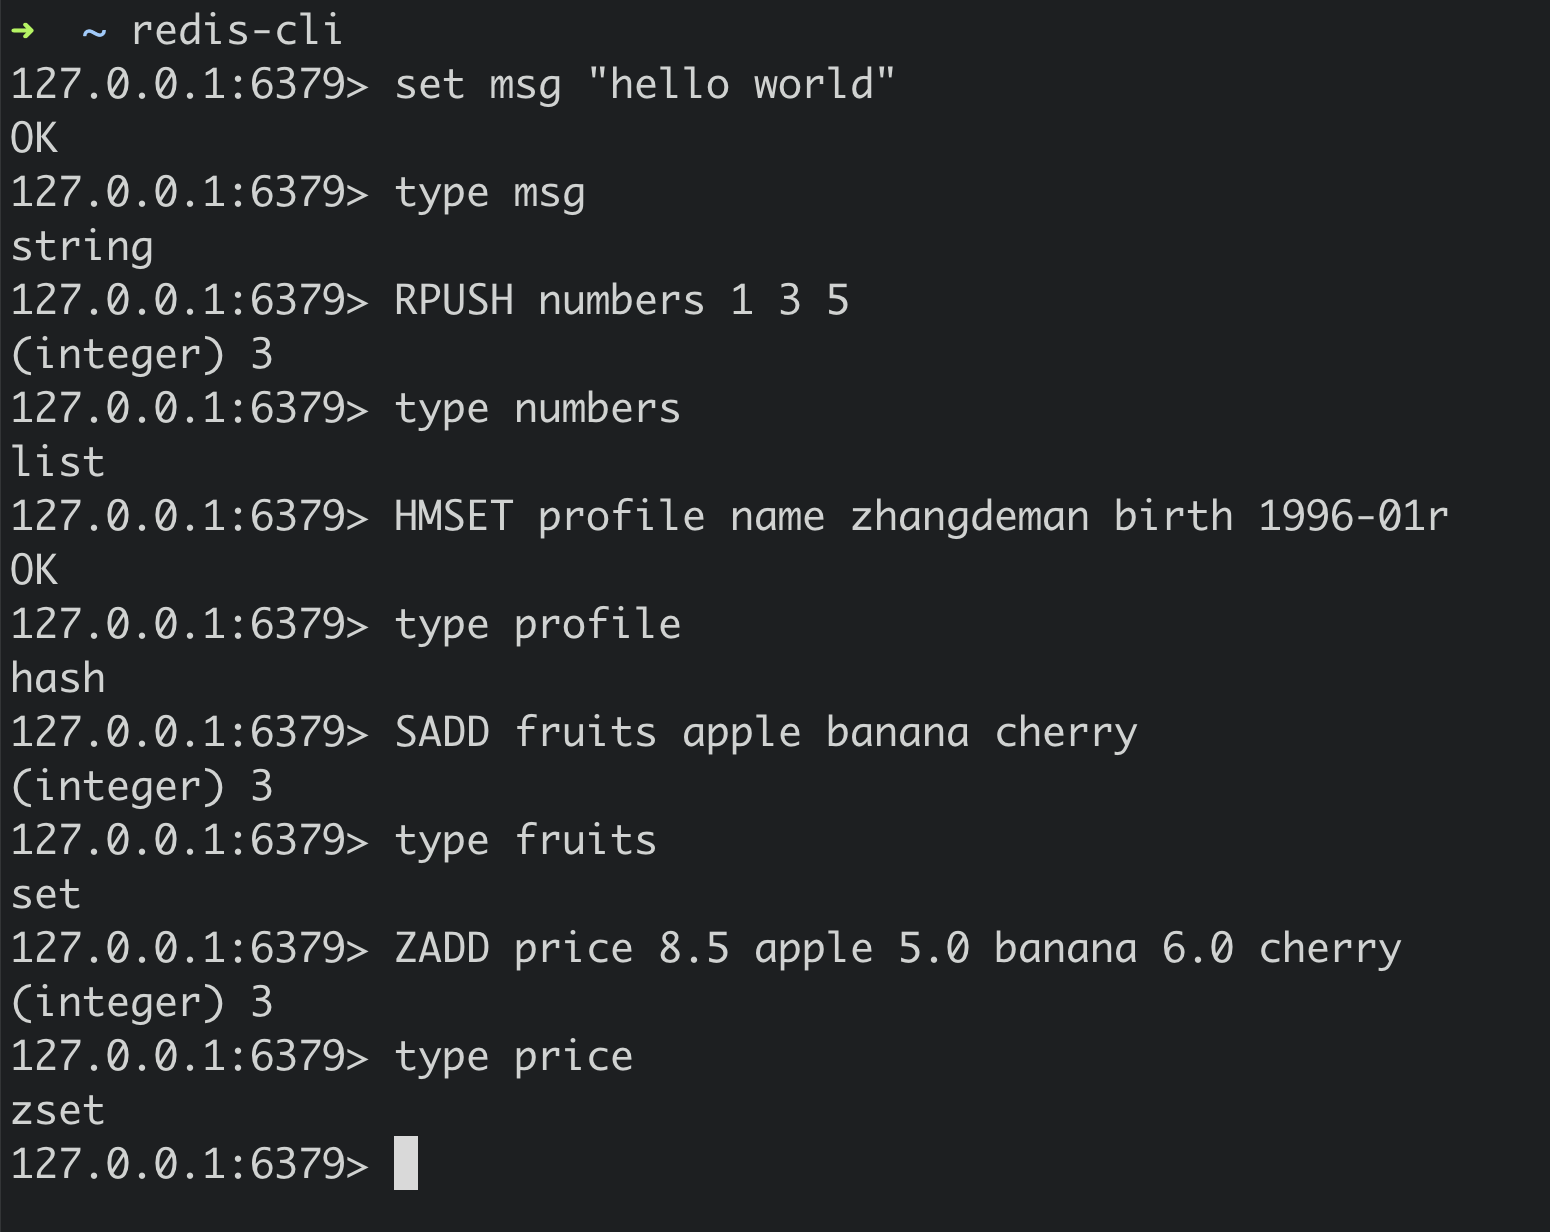 ➜  ~ redis-cli
127.0.0.1:6379> set msg "hello world"
OK
127.0.0.1:6379> type msg
string
127.0.0.1:6379> RPUSH numbers 1 3 5
(integer) 3
127.0.0.1:6379> type numbers
list
127.0.0.1:6379> HMSET profile name zhangdeman birth 1996-01r
OK
127.0.0.1:6379> type profile
hash
127.0.0.1:6379> SADD fruits apple banana cherry
(integer) 3
127.0.0.1:6379> type fruits
set
127.0.0.1:6379> ZADD price 8.5 apple 5.0 banana 6.0 cherry
(integer) 3
127.0.0.1:6379> type price
zset
127.0.0.1:6379>